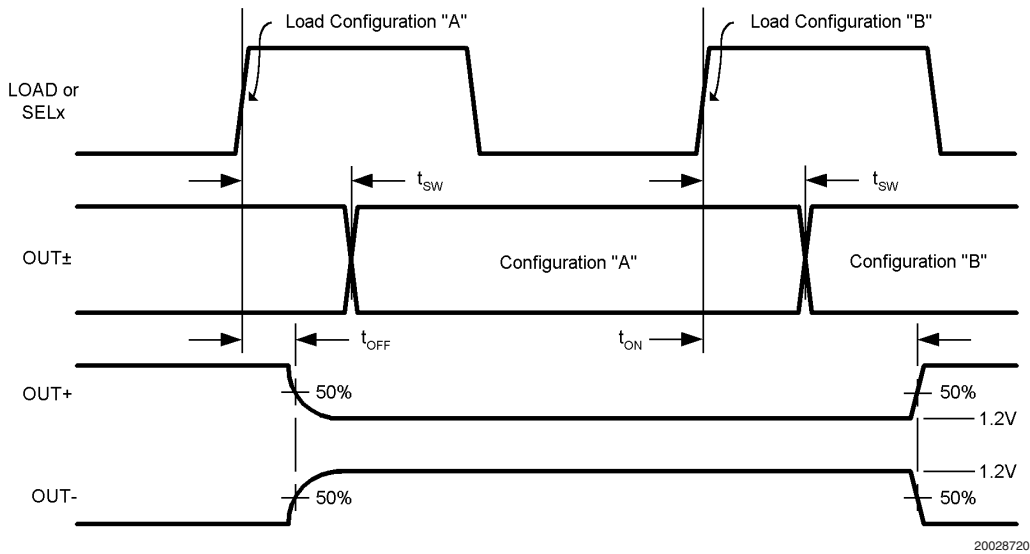 Load Configuration "A"
Load Configuration "B"
LOAD or
SELx
tSW
tSW
OUT±
Configuration "A"
Configuration "B"
tOFF
tON
OUT+
50%
50%
1.2V
1.2V
OUT-
50%
50%
20028720